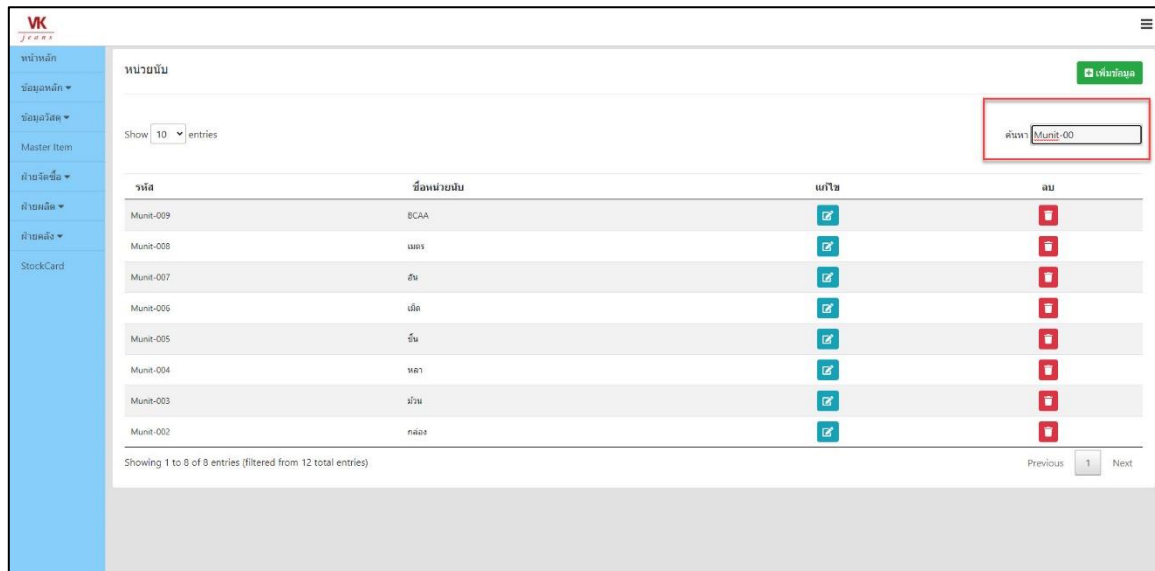 VK
jeans
หน้าหลัก
ข้อมูลหลัก
ข้อมูลวัสดุ
Master Item
ฝ่ายจัดซื้อ
ฝ่ายผลิต
ฝ่ายคลัง
StockCard
หน่วยนับ
เพิ่มข้อมูล
Show 10 entries
ค้นหา Munit-00
รหัส ชื่อหน่วยนับ แก้ไข ลบ
Munit-009 BCAA
Munit-008 เมตร
Munit-007 อัน
Munit-006 เม็ด
Munit-005 ชิ้น
Munit-004 หลา
Munit-003 ม้วน
Munit-002 กล่อง
Showing 1 to 8 of 8 entries (filtered from 12 total entries)
Previous 1 Next